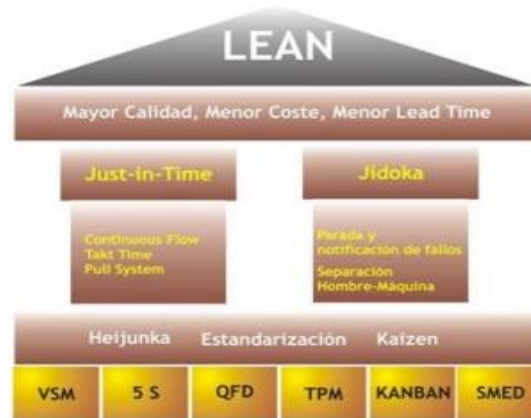 LEAN
Mayor Calidad, Menor Coste, Menor Lead Time
Just-in-Time
Jidoka
Continuous Flow
Takt Time
Pull System
Parada y
notificación de fallos
Separación
Hombre-Máquina
Heijunka Estandarización Kaizen
VSM 5 S QFD TPM KANBAN SMED